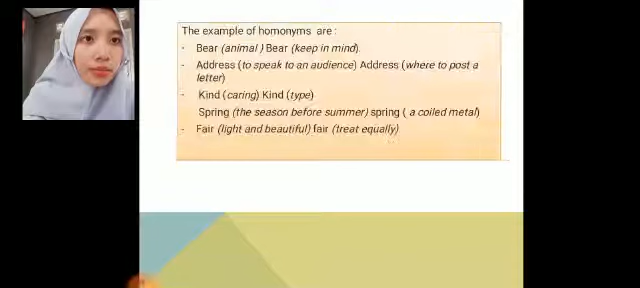 The example of homonyms are :
- Bear (animal ) Bear (keep in mind).
- Address (to speak to an audience) Address (where to post a
letter)
- Kind (caring) Kind (type)
Spring (the season before summer) spring ( a coiled metal)
- Fair (light and beautiful) fair (treat equally)